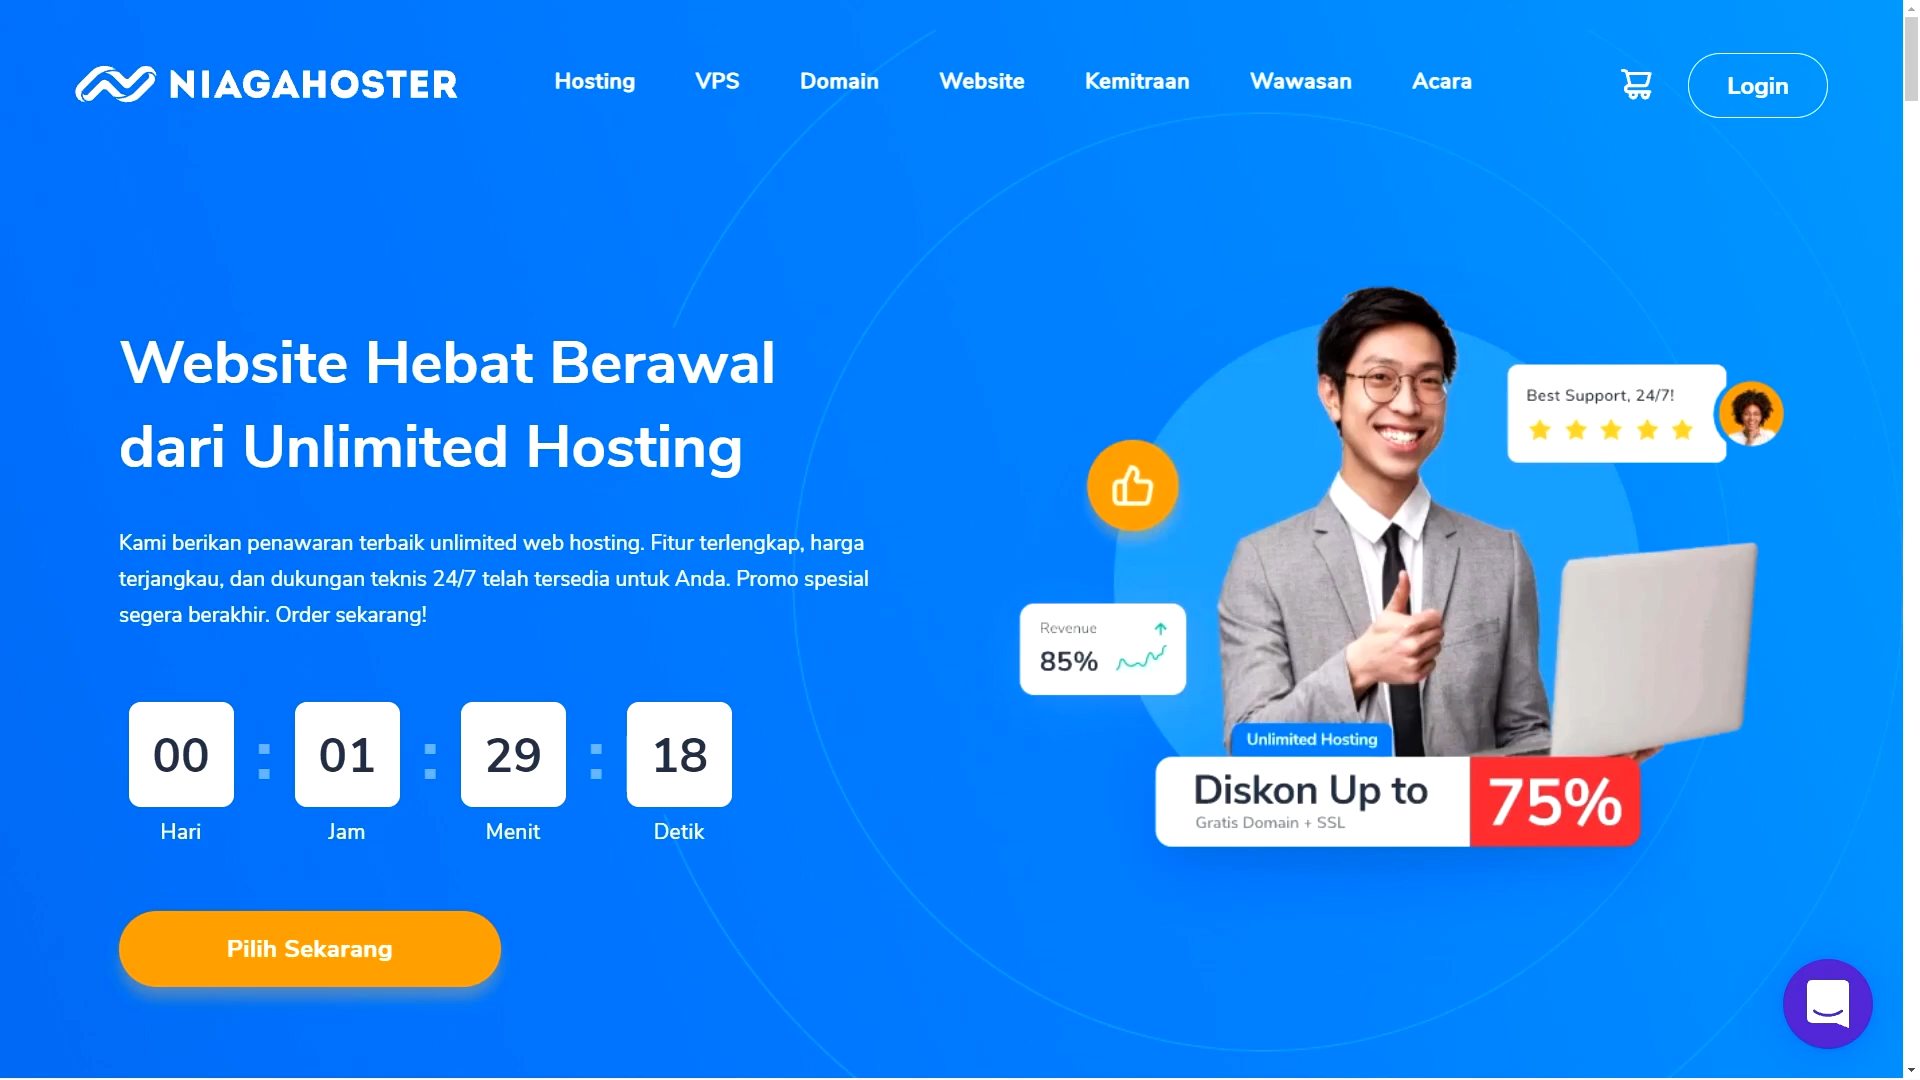 NIAGAHOSTER
Hosting VPS Domain Website Kemitraan Wawasan Acara
Login
Website Hebat Berawal
dari Unlimited Hosting
Kami berikan penawaran terbaik unlimited web hosting. Fitur terlengkap, harga
terjangkau, dan dukungan teknis 24/7 telah tersedia untuk Anda. Promo spesial
segera berakhir. Order sekarang!
00 : 01 : 29 : 18
Hari Jam Menit Detik
Pilih Sekarang
Best Support, 24/7!
Revenue
85%
Unlimited Hosting
Diskon Up to
Gratis Domain + SSL
75%